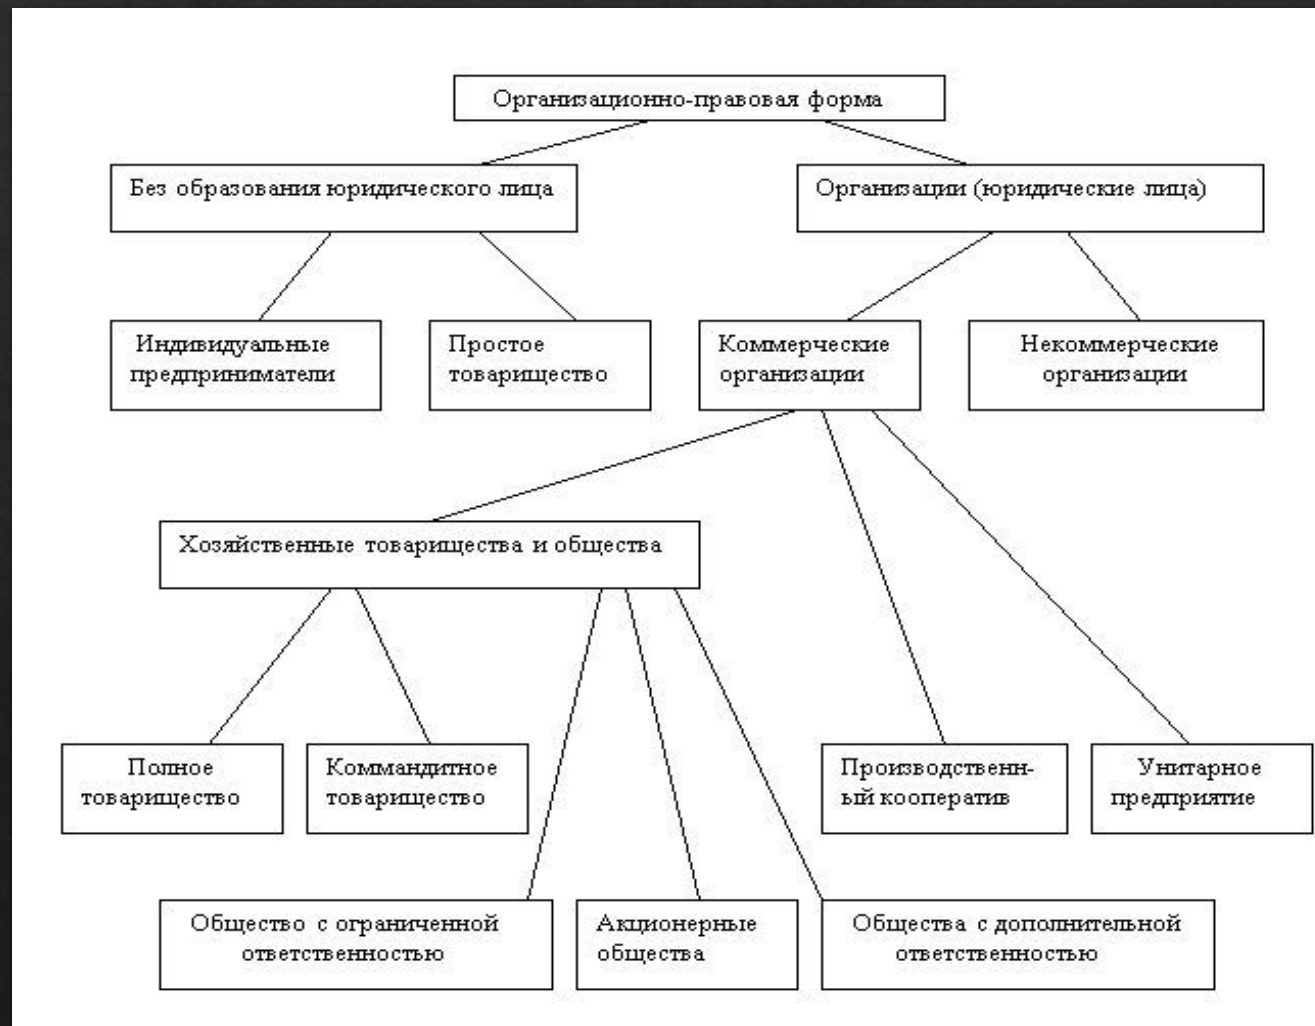 Организационно-правовая форма
Без образования юридического лица
Организации (юридические лица)
Индивидуальные
предприниматели
Простое
товарищество
Коммерческие
организации
Некоммерческие
организации
Хозяйственные товарищества и общества
Полное
товарищество
Коммандитное
товарищество
Производственн-
ый кооператив
Унитарное
предприятие
Общество с ограниченной
ответственностью
Акционерные
общества
Общества с дополнительной
ответственностью